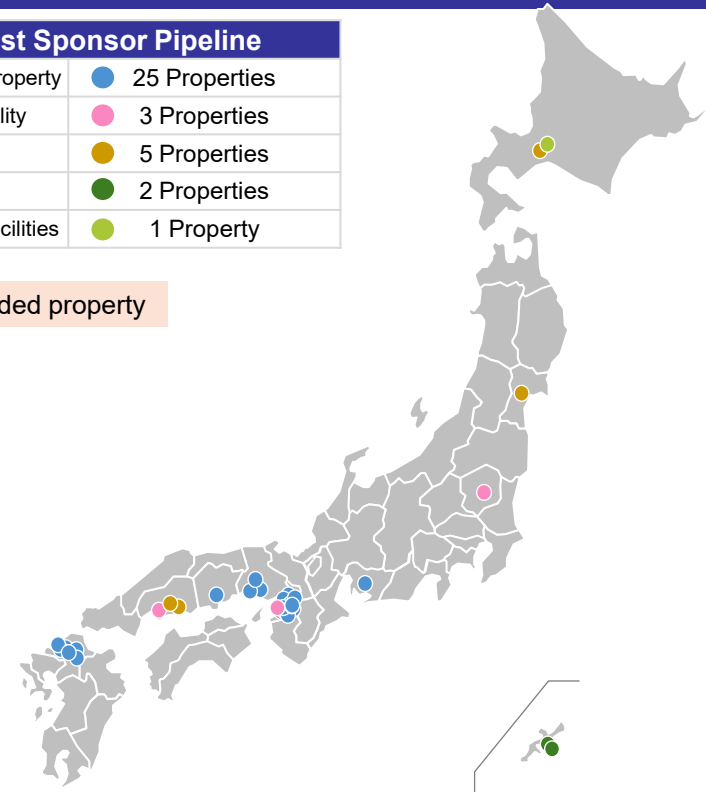 st Sponsor Pipeline
roperty 25 Properties
lity 3 Properties
5 Properties
2 Properties
cilities 1 Property
ded property